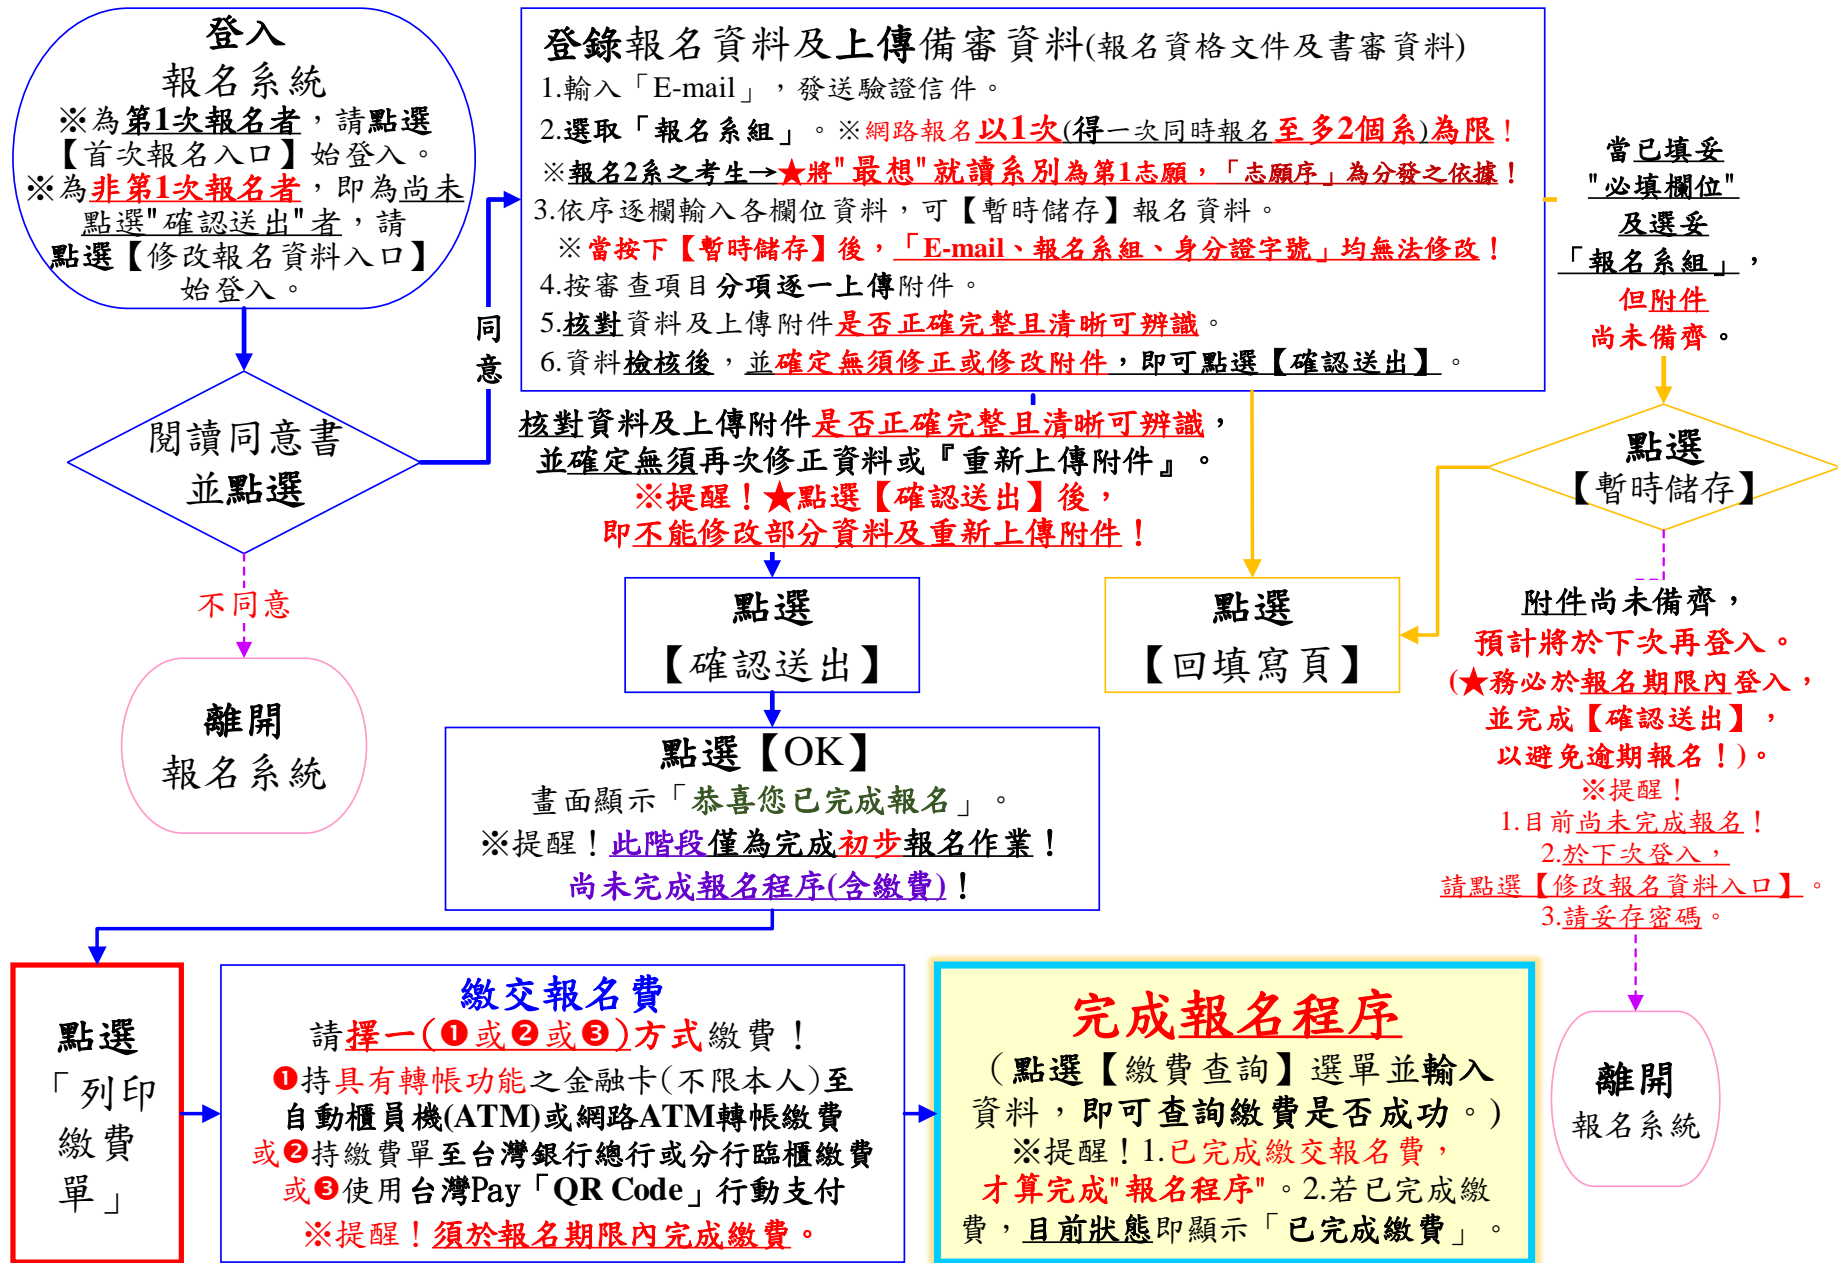 登入
報名系統
※為第1次報名者，請點選
【首次報名入口】始登入。
※為非第1次報名者，即為尚未
點選"確認送出"者，請
點選【修改報名資料入口】
始登入。
閱讀同意書
並點選
同意
不同意
離開
報名系統
登錄報名資料及上傳備審資料(報名資格文件及書審資料)
1.輸入「E-mail」，發送驗證信件。
2.選取「報名系組」。※網路報名以1次(得一次同時報名至多2個系)為限！
※報名2系之考生→★將"最想"就讀系別為第1志願，「志願序」為分發之依據！
3.依序逐欄輸入各欄位資料，可【暫時儲存】報名資料。
※當按下【暫時儲存】後，「E-mail、報名系組、身分證字號」均無法修改！
4.按審查項目分項逐一上傳附件。
5.核對資料及上傳附件是否正確完整且清晰可辨識。
6.資料檢核後，並確定無須修正或修改附件，即可點選【確認送出】。
核對資料及上傳附件是否正確完整且清晰可辨識，
並確定無須再次修正資料或『重新上傳附件』。
※提醒！★點選【確認送出】後，
即不能修改部分資料及重新上傳附件！
點選
【確認送出】
點選
【回填寫頁】
當已填妥
"必填欄位"
及選妥
「報名系組」，
但附件
尚未備齊。
點選
【暫時儲存】
附件尚未備齊，
預計將於下次再登入。
(★務必於報名期限內登入，
並完成【確認送出】，
以避免逾期報名！)。
※提醒！
1.目前尚未完成報名！
2.於下次登入，
請點選【修改報名資料入口】。
3.請妥存密碼。
離開
報名系統
點選【OK】
畫面顯示「恭喜您已完成報名」。
※提醒！此階段僅為完成初步報名作業！
尚未完成報名程序(含繳費)！
點選
「列印
繳費
單」
繳交報名費
請擇一(❶或❷或❸)方式繳費！
❶持具有轉帳功能之金融卡(不限本人)至
自動櫃員機(ATM)或網路ATM轉帳繳費
或❷持繳費單至台灣銀行總行或分行臨櫃繳費
或❸使用台灣Pay「QR Code」行動支付
※提醒！須於報名期限內完成繳費。
完成報名程序
（點選【繳費查詢】選單並輸入
資料，即可查詢繳費是否成功。)
※提醒！1.已完成繳交報名費，
才算完成"報名程序"。2.若已完成繳
費，目前狀態即顯示「已完成繳費」。